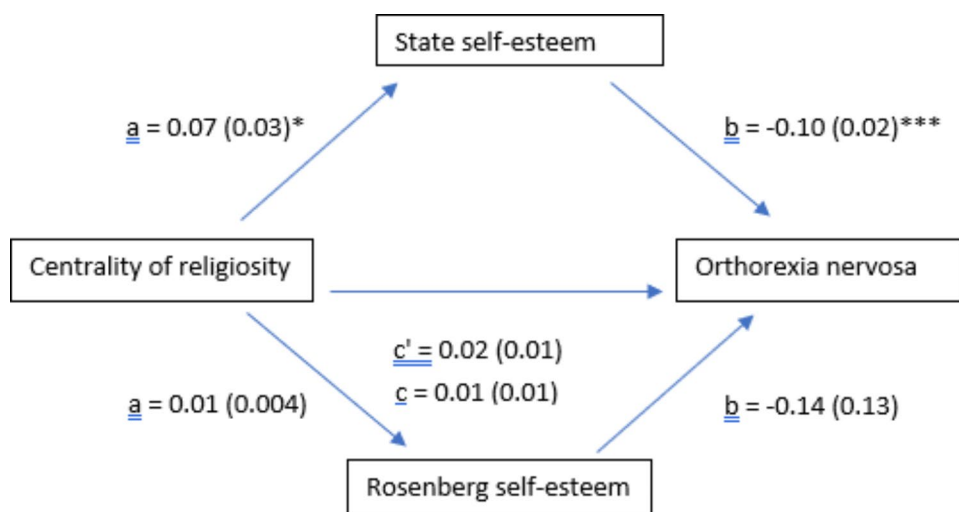 State self-esteem
a = 0.07 (0.03)*
b = -0.10 (0.02)***
Centrality of religiosity
Orthorexia nervosa
c' = 0.02 (0.01)
c = 0.01 (0.01)
a = 0.01 (0.004)
b = -0.14 (0.13)
Rosenberg self-esteem